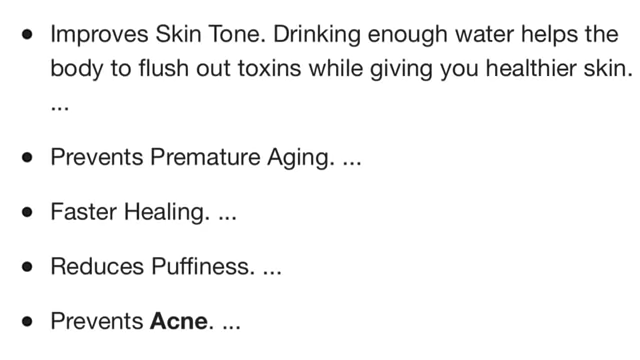 • Improves Skin Tone. Drinking enough water helps the
body to flush out toxins while giving you healthier skin.
...
• Prevents Premature Aging. ...
• Faster Healing. ...
• Reduces Puffiness. ...
• Prevents Acne. ...